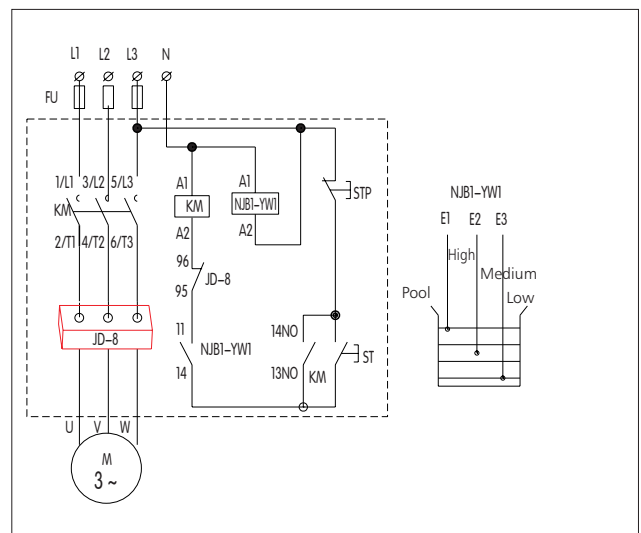 L1 L2 L3 N
FU
1/L1 3/L2 5/L3
KM
2/T1 4/T2 6/T3
JD-8
U V W
M
3 ~
A1
KM
A2
96
JD-8
95
11
NJB1-YW1
14
A1
NJB1-YW1
A2
STP
14NO
13NO KM
ST
NJB1-YW1
E1 E2 E3
High
Medium
Pool Low